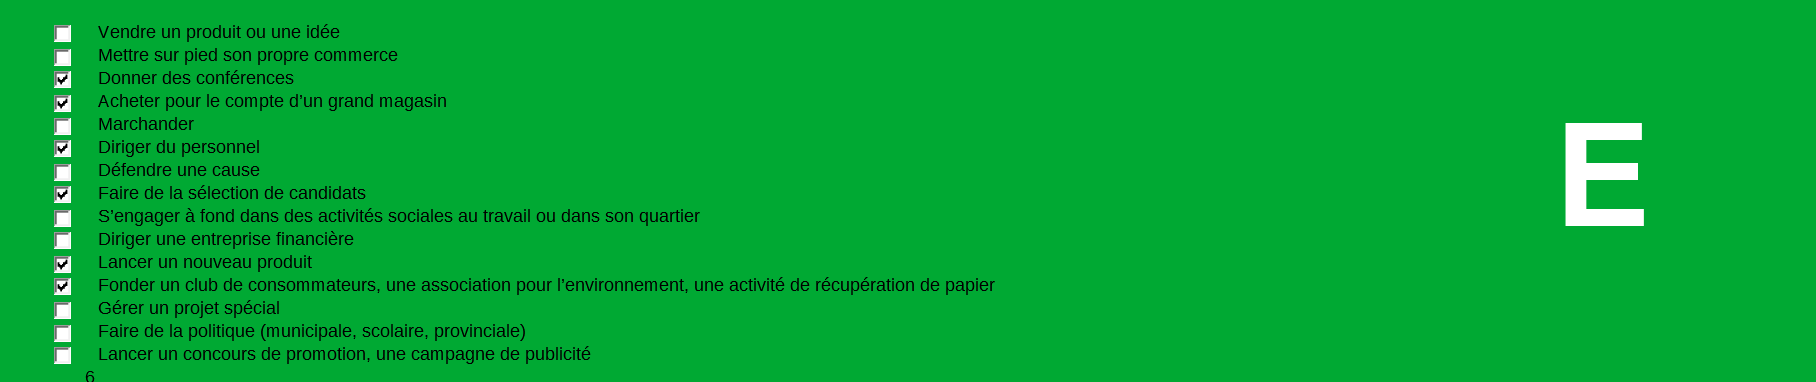 Vendre un produit ou une idée
Mettre sur pied son propre commerce
Donner des conférences
Acheter pour le compte d’un grand magasin
Marchander
Diriger du personnel
Défendre une cause
Faire de la sélection de candidats
S’engager à fond dans des activités sociales au travail ou dans son quartier
Diriger une entreprise financière
Lancer un nouveau produit
Fonder un club de consommateurs, une association pour l’environnement, une activité de récupération de papier
Gérer un projet spécial
Faire de la politique (municipale, scolaire, provinciale)
Lancer un concours de promotion, une campagne de publicité
6
E